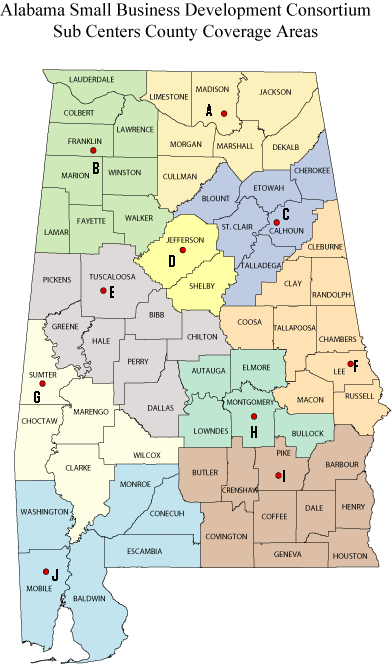 Alabama Small Business Development Consortium
Sub Centers County Coverage Areas
LAUDERDALE
LIMESTONE
MADISON
JACKSON
A
COLBERT
LAWRENCE
FRANKLIN
B
MORGAN
MARSHALL
DEKALB
MARION
WINSTON
CULLMAN
CHEROKEE
ETOWAH
BLOUNT
LAMAR
FAYETTE
WALKER
ST. CLAIR
C
CALHOUN
JEFFERSON
D
CLEBURNE
TALLADEGA
PICKENS
TUSCALOOSA
E
SHELBY
CLAY
RANDOLPH
BIBB
GREENE
HALE
CHILTON
COOSA
TALLAPOOSA
CHAMBERS
PERRY
SUMTER
G
AUTAUGA
ELMORE
LEE
F
RUSSELL
MACON
MONTGOMERY
H
CHOCTAW
MARENGO
DALLAS
LOWNDES
BULLOCK
WILCOX
CLARKE
PIKE
I
BUTLER
CRENSHAW
BARBOUR
MONROE
WASHINGTON
CONECUH
COFFEE
DALE
HENRY
COVINGTON
ESCAMBIA
GENEVA
HOUSTON
J
MOBILE
BALDWIN